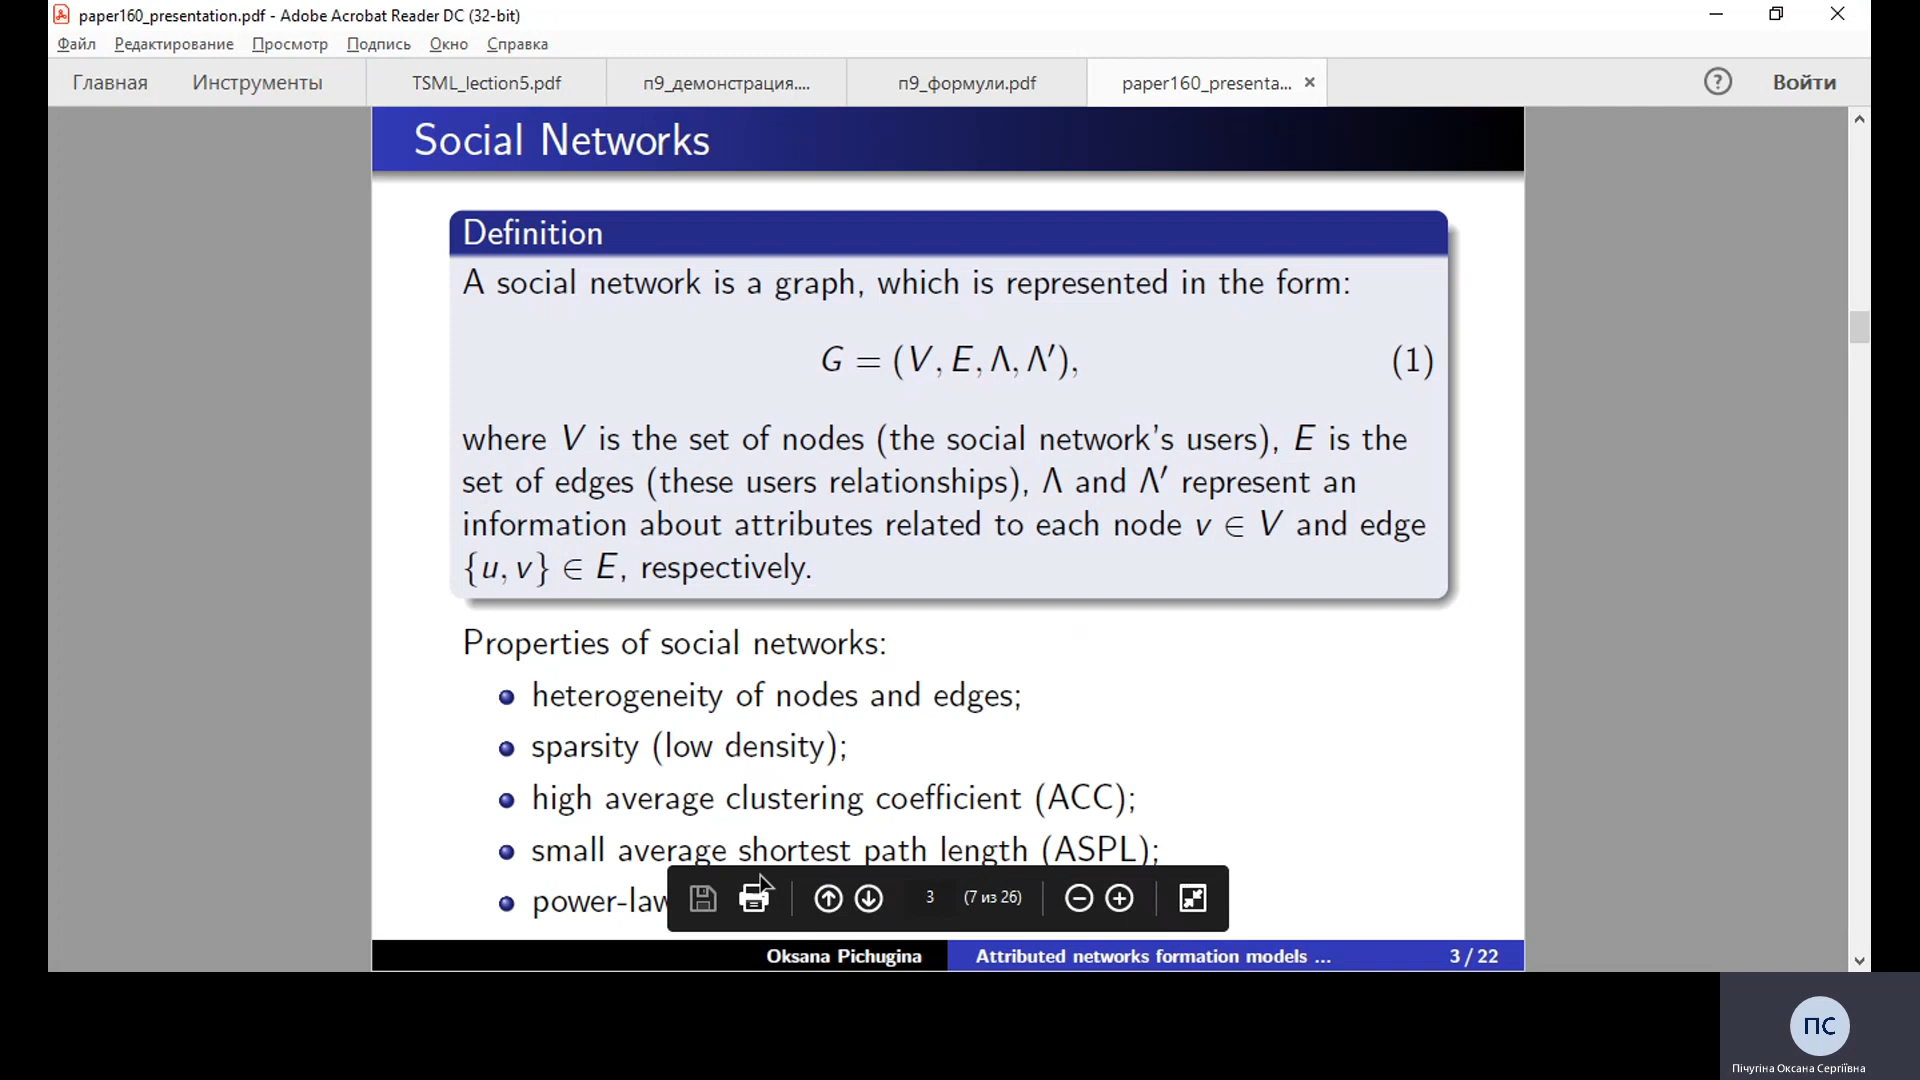 paper160_presentation.pdf - Adobe Acrobat Reader DC (32-bit)
Файл Редактирование Просмотр Подпись Окно Справка
Главная Инструменты TSML_lection5.pdf п9_демонстрация.... п9_формули.pdf paper160_presenta... × ? Войти
Social Networks
Definition
A social network is a graph, which is represented in the form:
G = (V, E, Λ, Λ′), (1)
where V is the set of nodes (the social network's users), E is the
set of edges (these users relationships), Λ and Λ′ represent an
information about attributes related to each node v ∈ V and edge
{u, v} ∈ E, respectively.
Properties of social networks:
heterogeneity of nodes and edges;
sparsity (low density);
high average clustering coefficient (ACC);
small average shortest path length (ASPL);
power-law
3 (7 из 26)
Oksana Pichugina Attributed networks formation models ... 3 / 22
ПС
Пічугіна Оксана Сергіївна